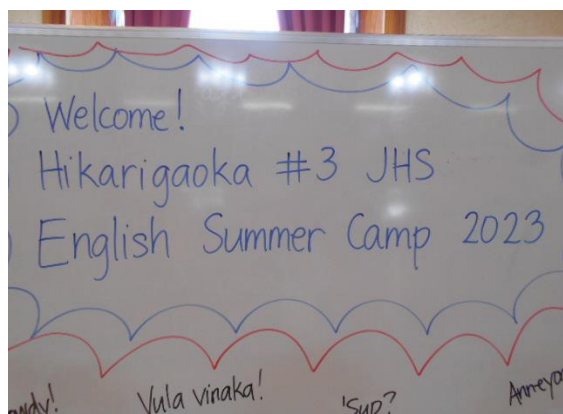 Welcome!
Hikarigaoka #3 JHS
English Summer Camp 2023
Vula vinaka! 'Sup?